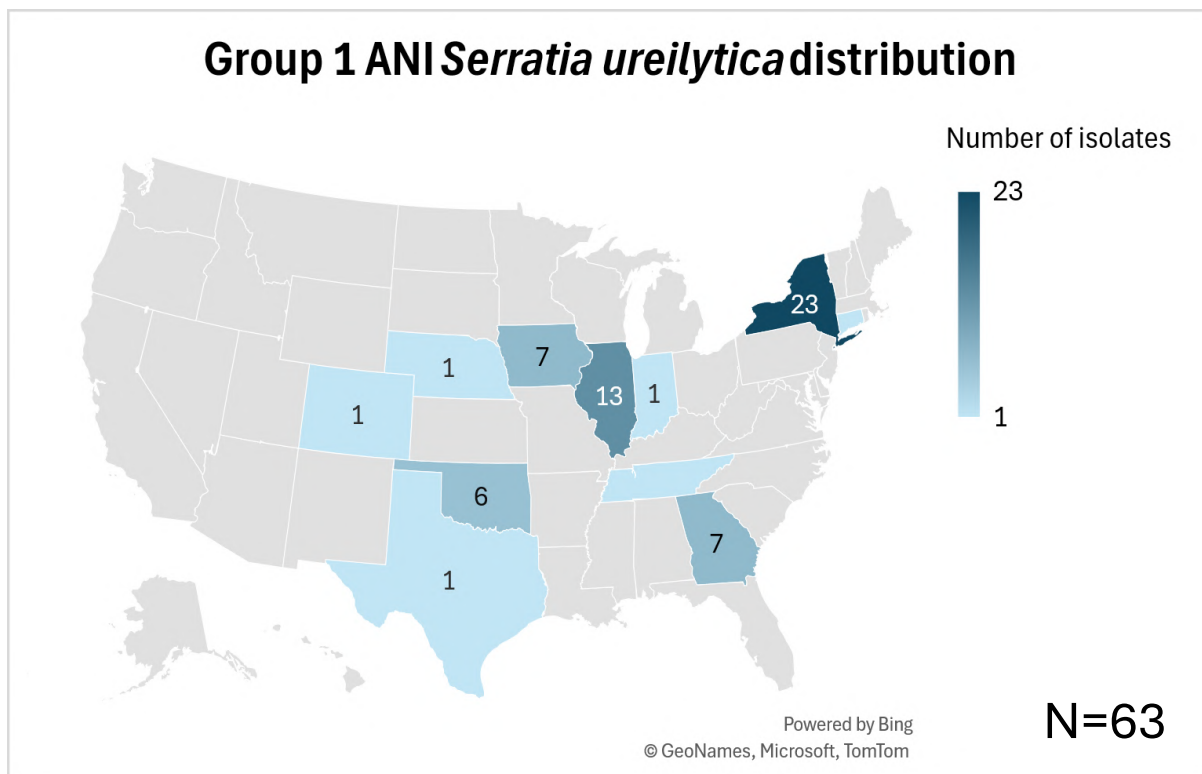 Group 1 ANI Serratia ureilytica distribution
Number of isolates
23
1
23
7
1
13
1
1
6
7
1
N=63
Powered by Bing
© GeoNames, Microsoft, TomTom